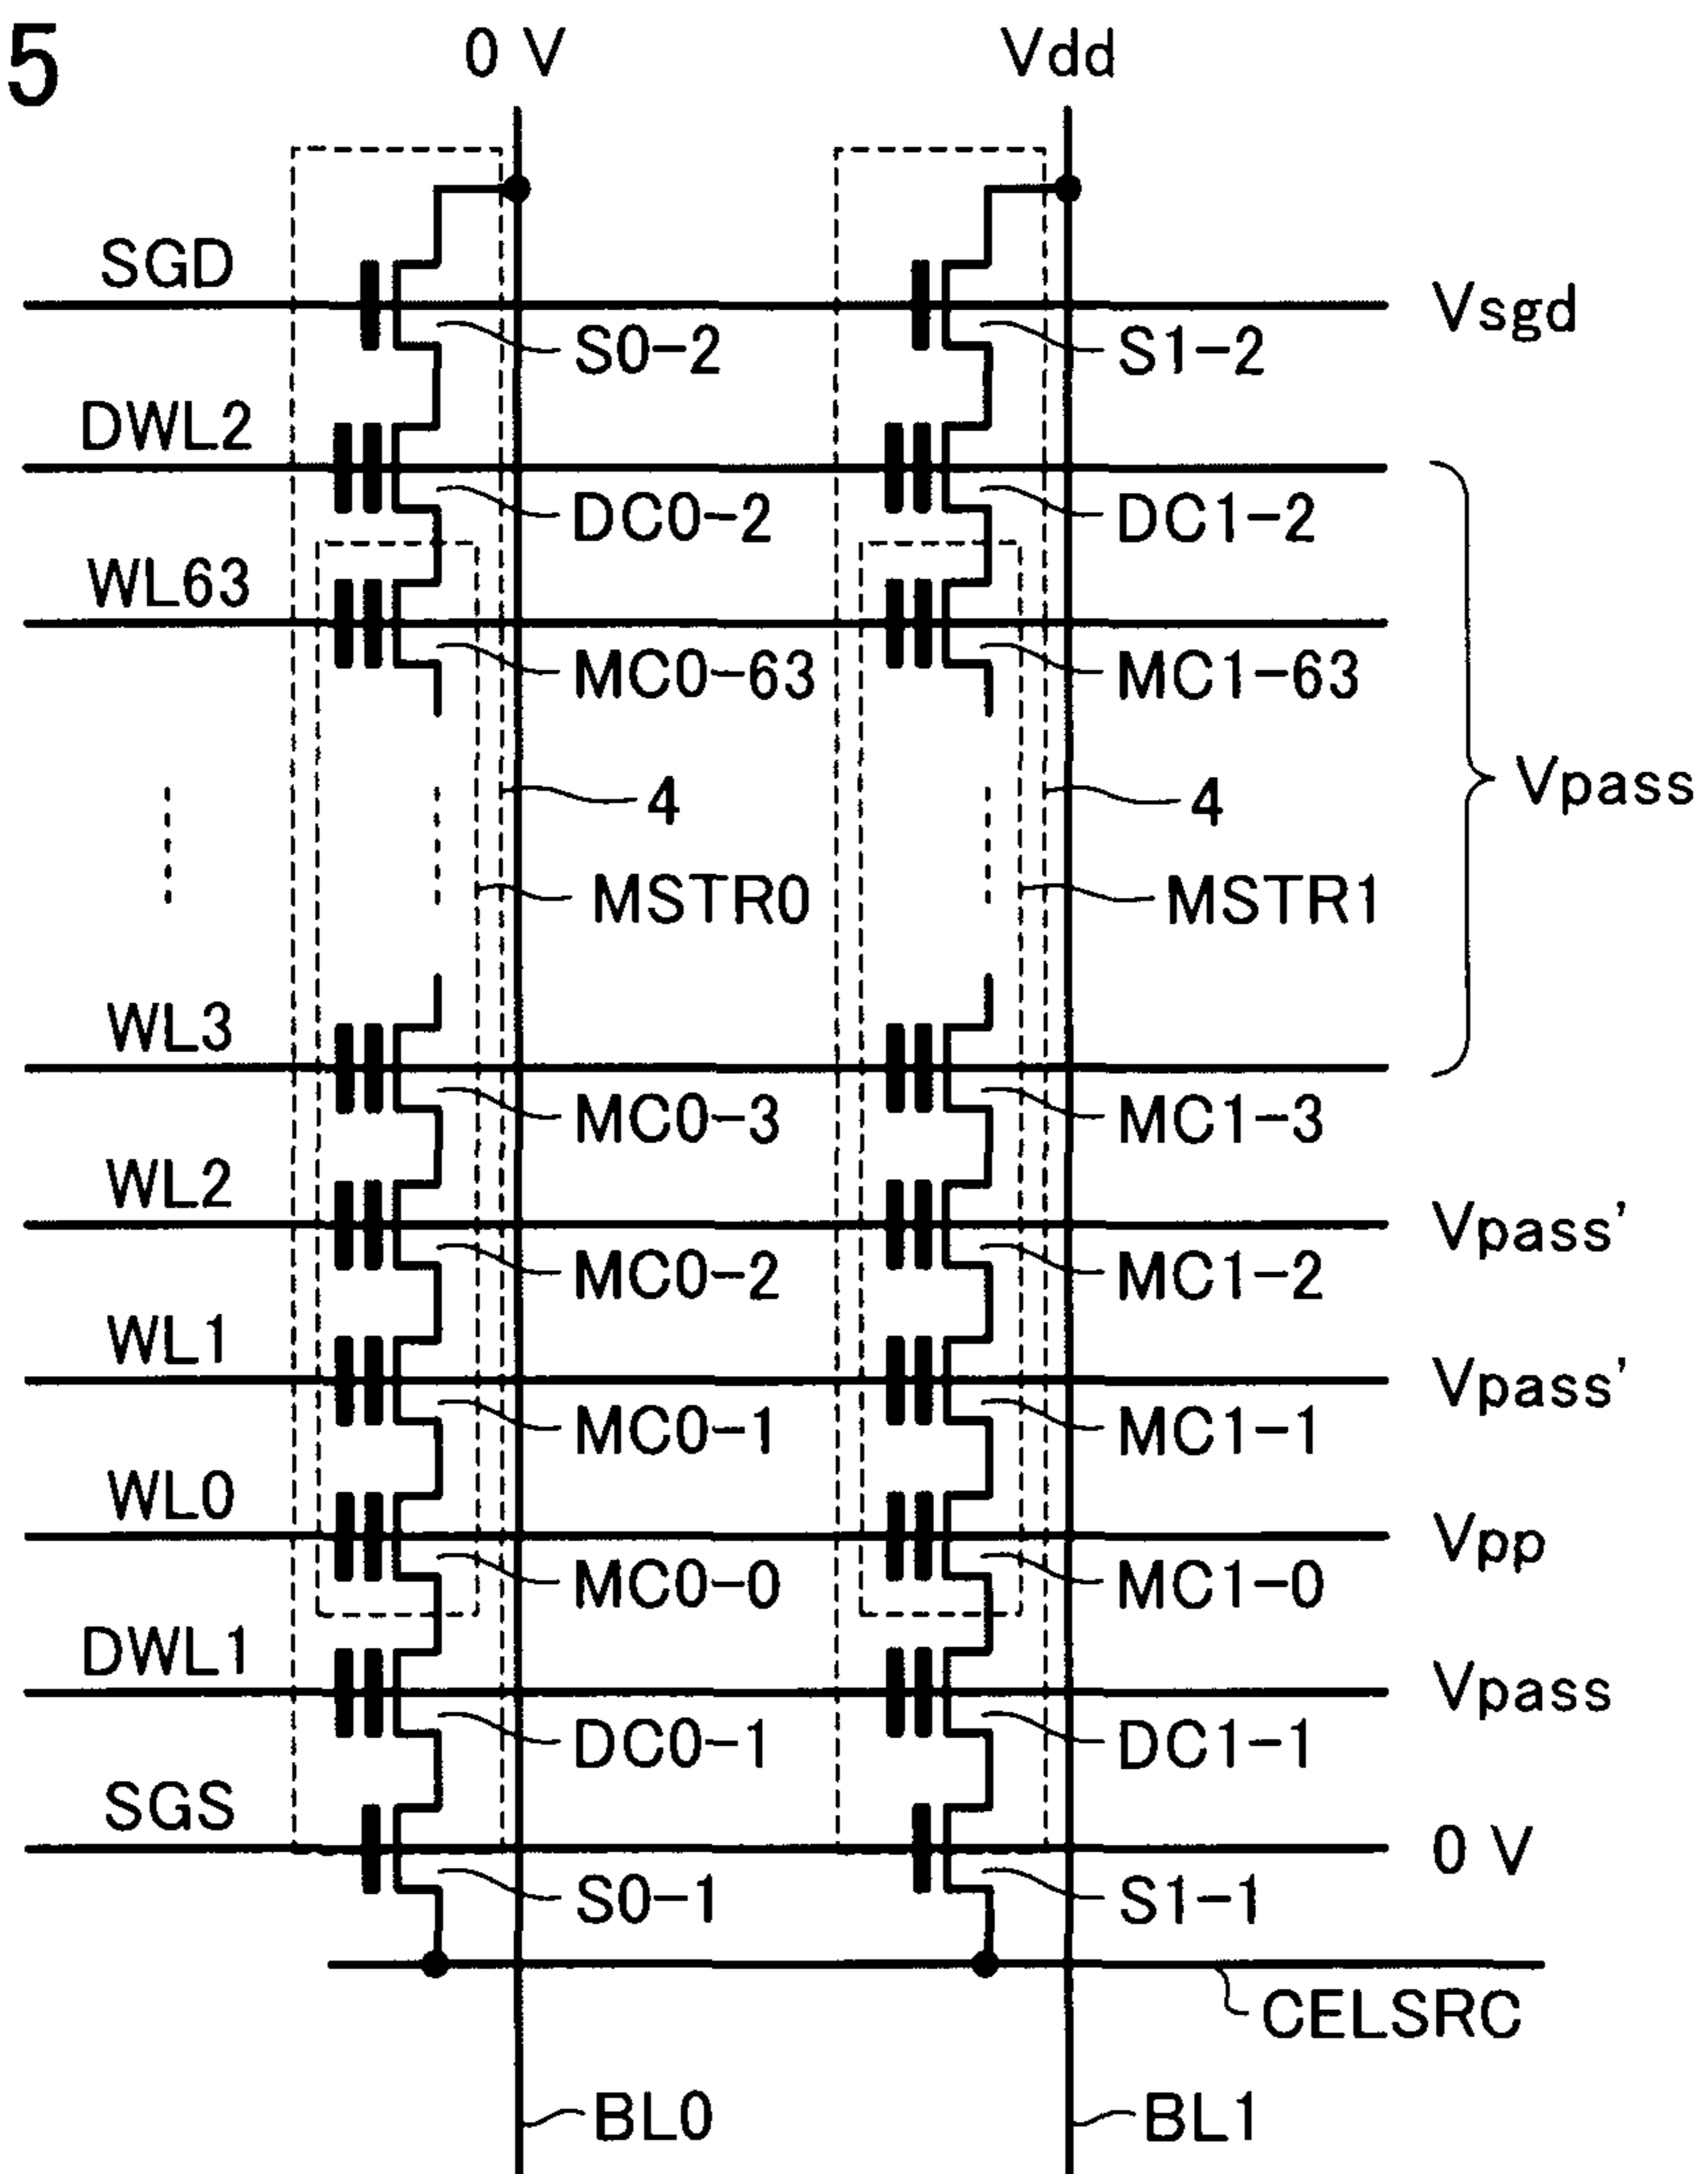 5
0 V Vdd
SGD Vsgd
S0-2 S1-2
DWL2
DC0-2 DC1-2
WL63
MC0-63 MC1-63
Vpass
4 4
MSTR0 MSTR1
WL3
MC0-3 MC1-3
WL2 Vpass'
MC0-2 MC1-2
WL1 Vpass'
MC0-1 MC1-1
WL0 Vpp
MC0-0 MC1-0
DWL1 Vpass
DC0-1 DC1-1
SGS 0 V
S0-1 S1-1
CELSRC
BL0 BL1